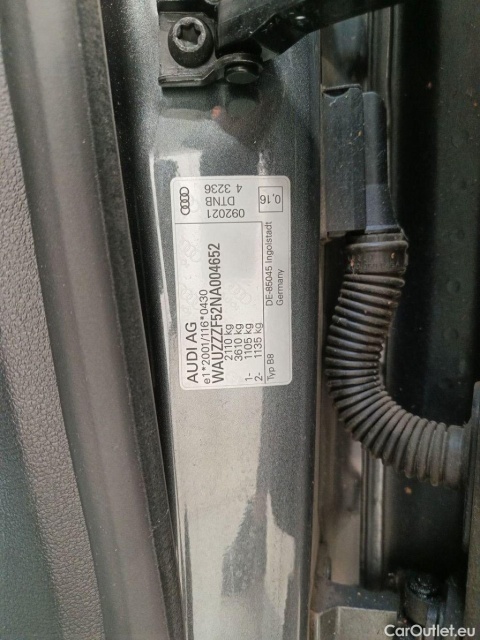 092021
DTNB
4 3236
0,16
AUDI AG
e1*2001/116*0430
WAUZZZF52NA004652
2110 kg
3610 kg
1- 1105 kg
2- 1135 kg
Typ B8
DE-85045 Ingolstadt
Germany
CarOutlet.eu